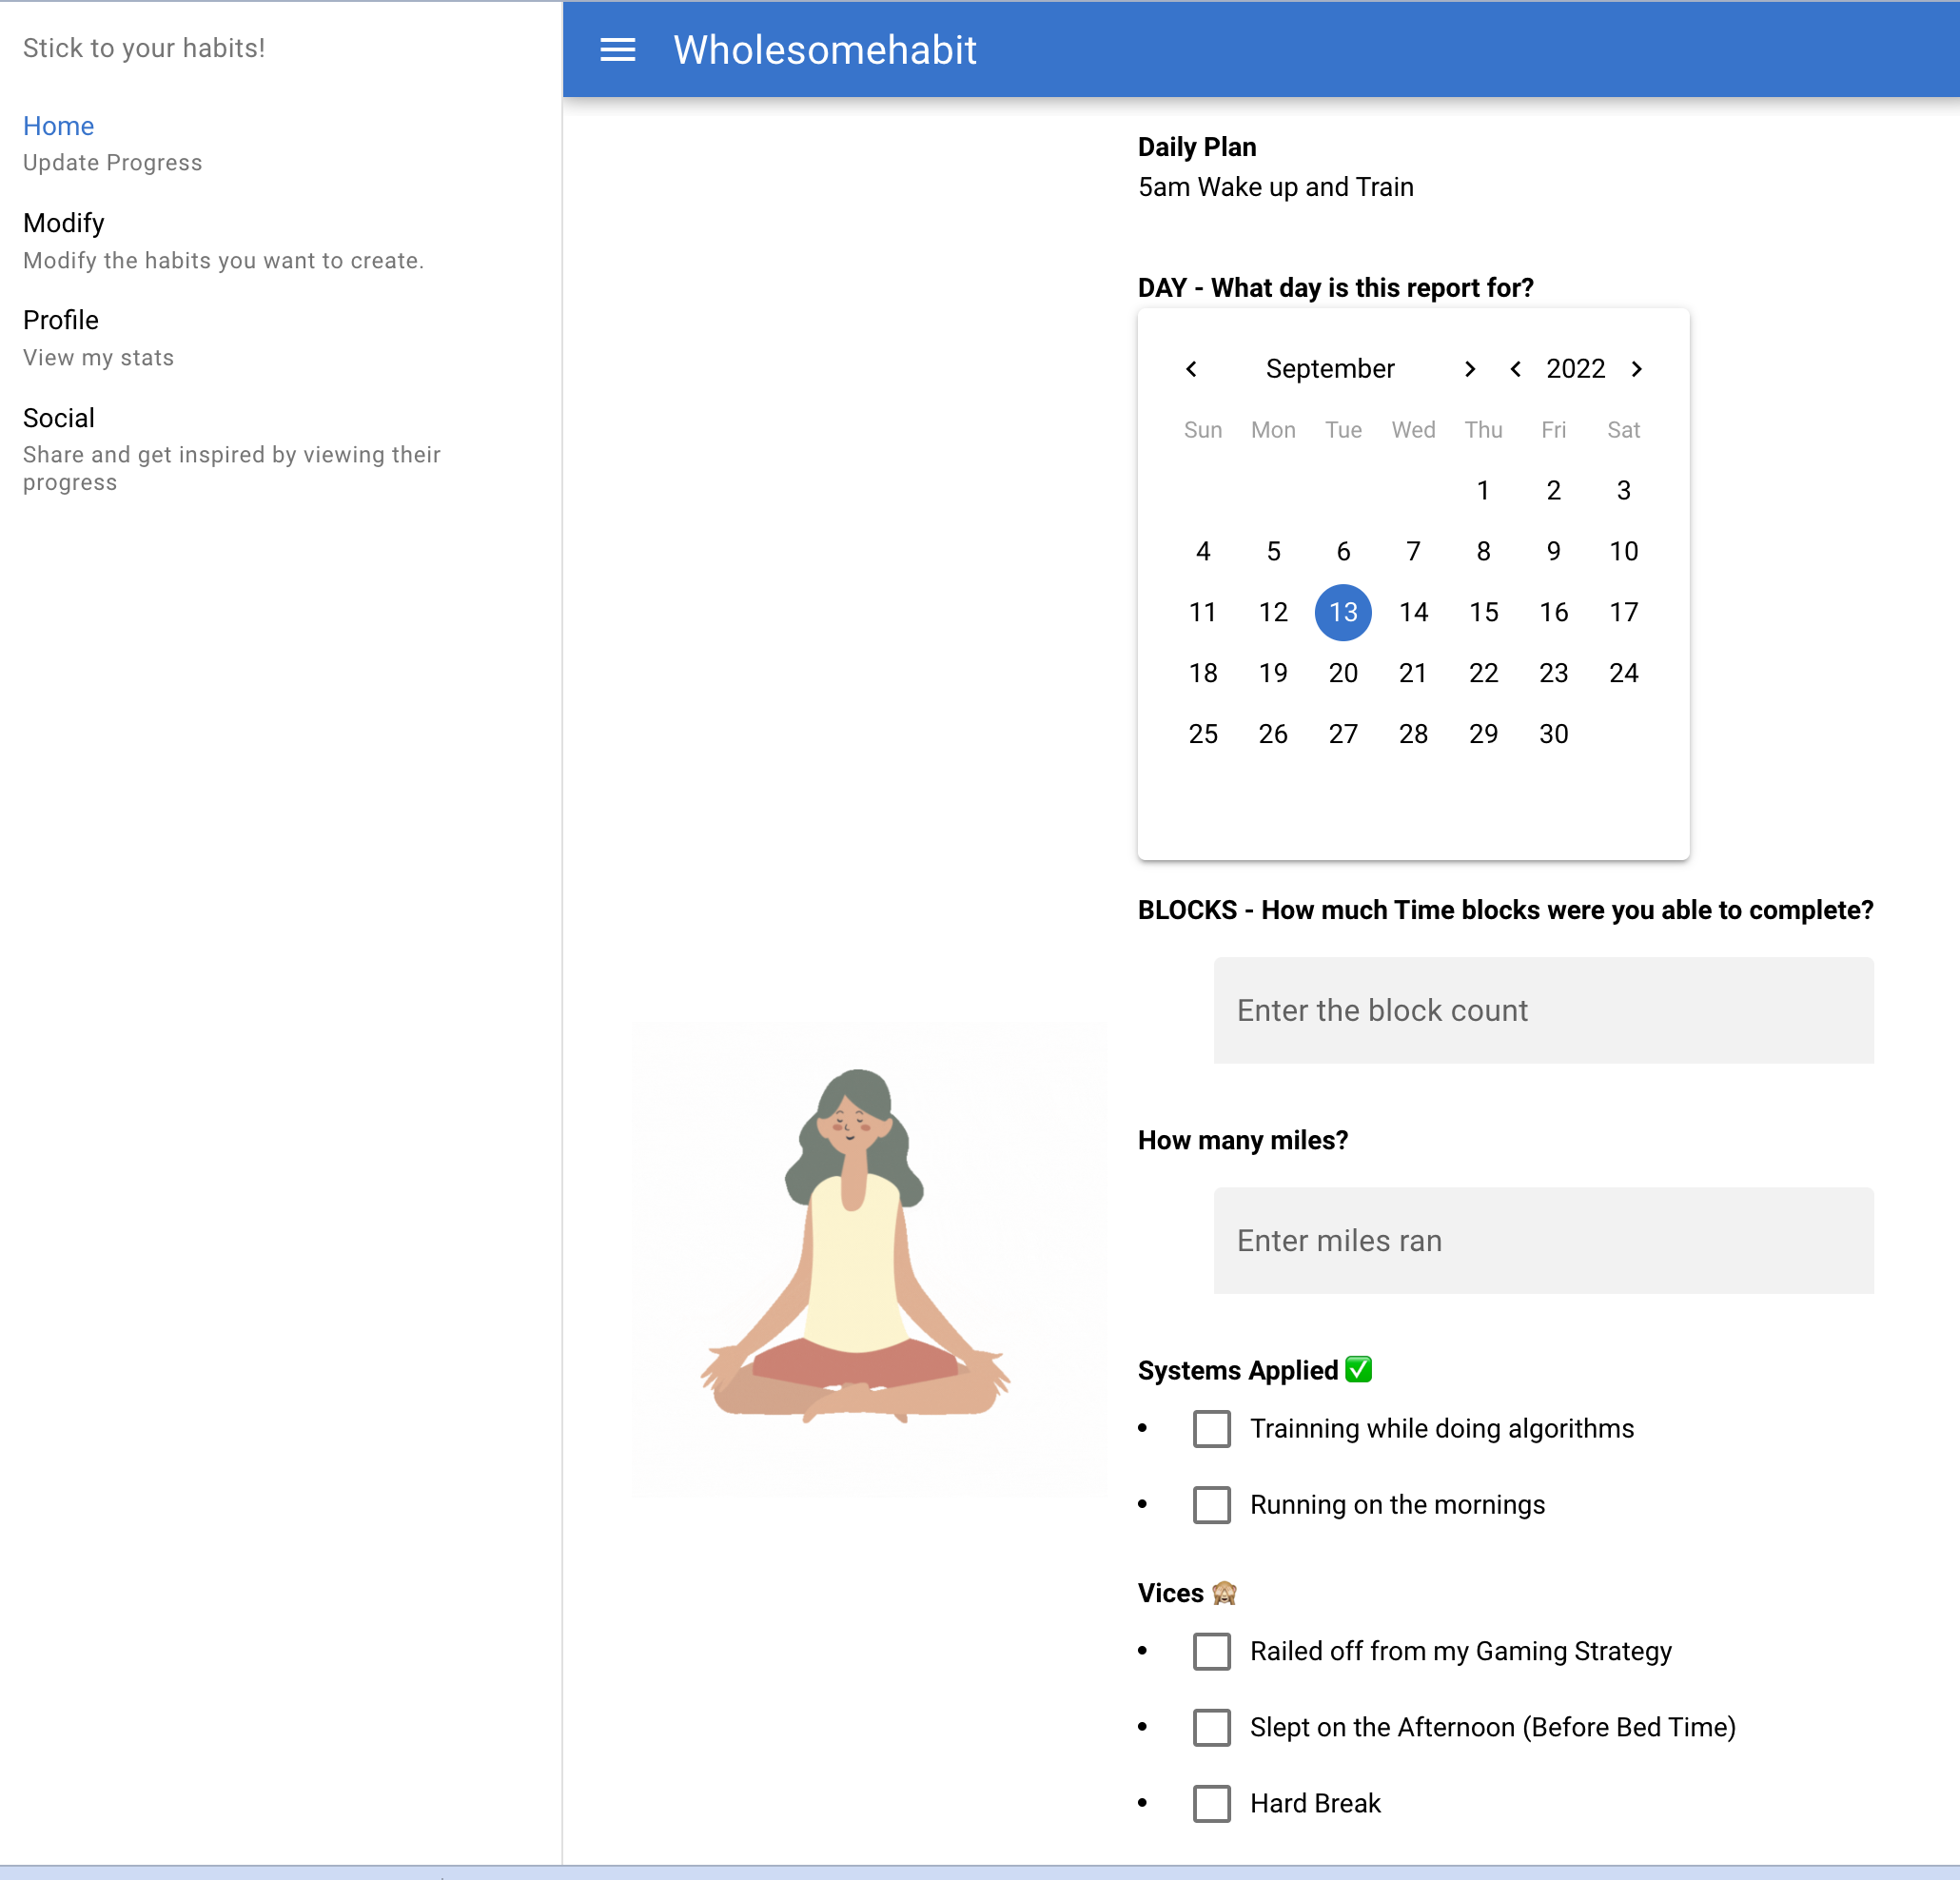 Stick to your habits!
Home
Update Progress
Modify
Modify the habits you want to create.
Profile
View my stats
Social
Share and get inspired by viewing their
progress
Wholesomehabit
Daily Plan
5am Wake up and Train
DAY - What day is this report for?
September 2022
Sun Mon Tue Wed Thu Fri Sat
1 2 3
4 5 6 7 8 9 10
11 12 13 14 15 16 17
18 19 20 21 22 23 24
25 26 27 28 29 30
BLOCKS - How much Time blocks were you able to complete?
Enter the block count
How many miles?
Enter miles ran
Systems Applied ✅
Trainning while doing algorithms
Running on the mornings
Vices 🙈
Railed off from my Gaming Strategy
Slept on the Afternoon (Before Bed Time)
Hard Break